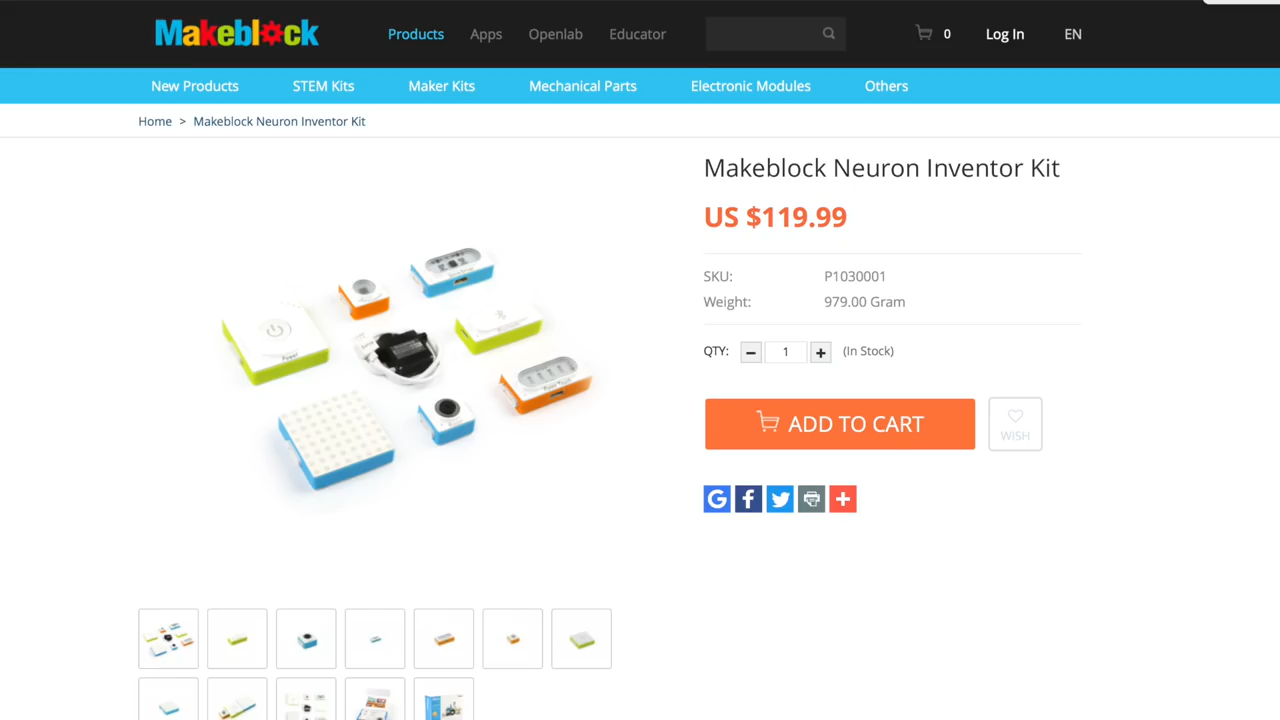 Makeblock
Products Apps Openlab Educator
0 Log In EN
New Products STEM Kits Maker Kits Mechanical Parts Electronic Modules Others
Home > Makeblock Neuron Inventor Kit
Makeblock Neuron Inventor Kit
US $119.99
SKU: P1030001
Weight: 979.00 Gram
QTY: 1 (In Stock)
ADD TO CART
WISH
Power